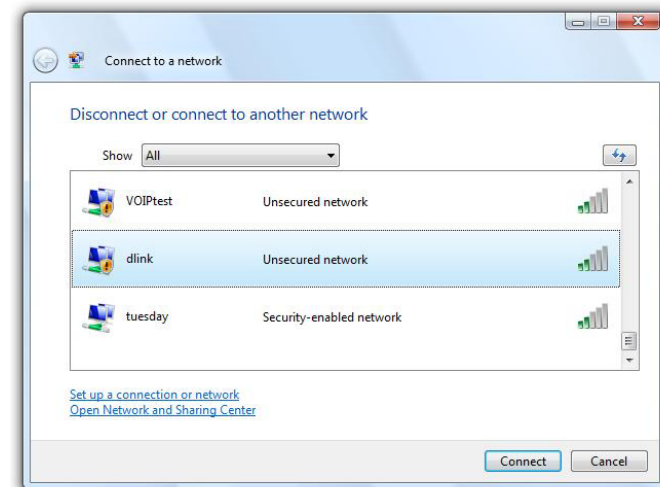 Connect to a network
Disconnect or connect to another network
Show All
VOIPtest Unsecured network
dlink Unsecured network
tuesday Security-enabled network
Set up a connection or network
Open Network and Sharing Center
Connect Cancel